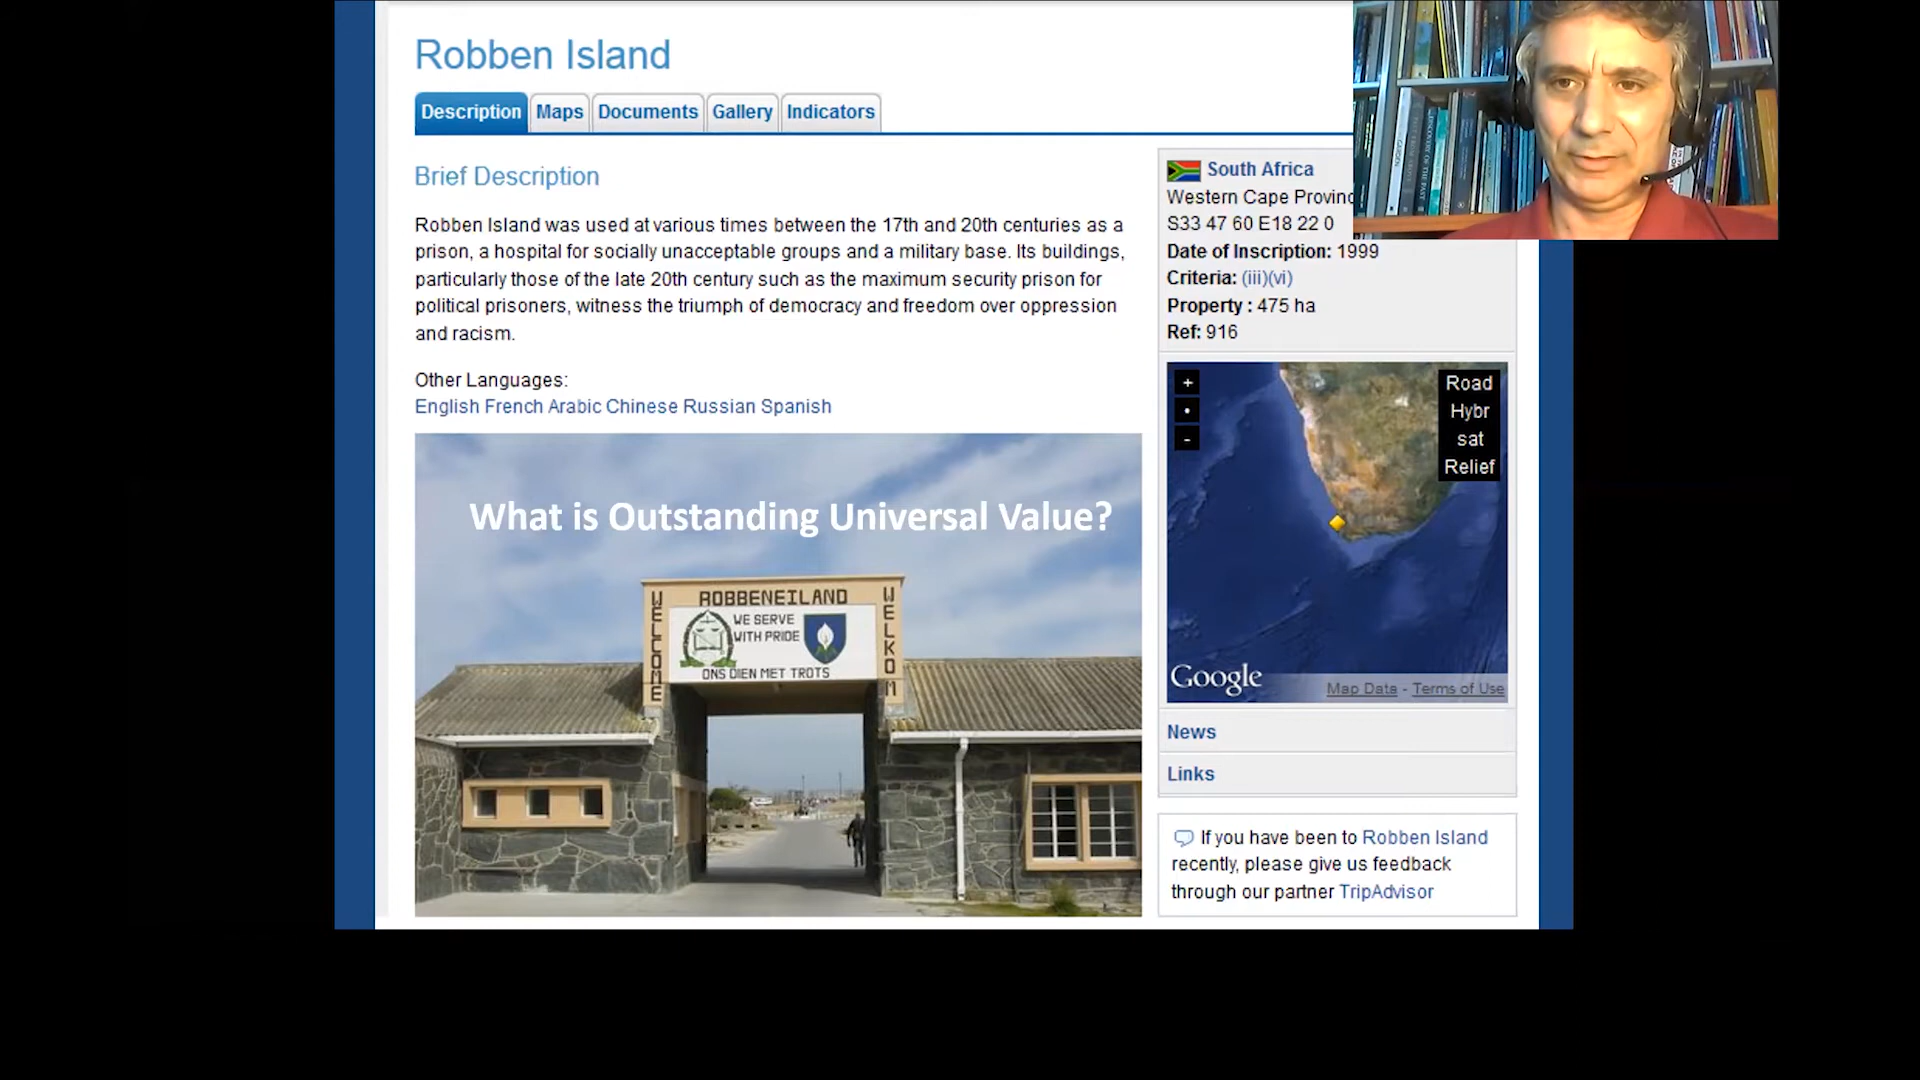 Robben Island
Description Maps Documents Gallery Indicators
Brief Description
Robben Island was used at various times between the 17th and 20th centuries as a
prison, a hospital for socially unacceptable groups and a military base. Its buildings,
particularly those of the late 20th century such as the maximum security prison for
political prisoners, witness the triumph of democracy and freedom over oppression
and racism.
Other Languages:
English French Arabic Chinese Russian Spanish
What is Outstanding Universal Value?
ROBBENEILAND
WELCOME
WE SERVE
WITH PRIDE
ONS DIEN MET TROTS
WELKOM
South Africa
Western Cape Provinc
S33 47 60 E18 22 0
Date of Inscription: 1999
Criteria: (iii)(vi)
Property : 475 ha
Ref: 916
+
-
Road
Hybr
sat
Relief
Google
Map Data - Terms of Use
News
Links
If you have been to Robben Island
recently, please give us feedback
through our partner TripAdvisor